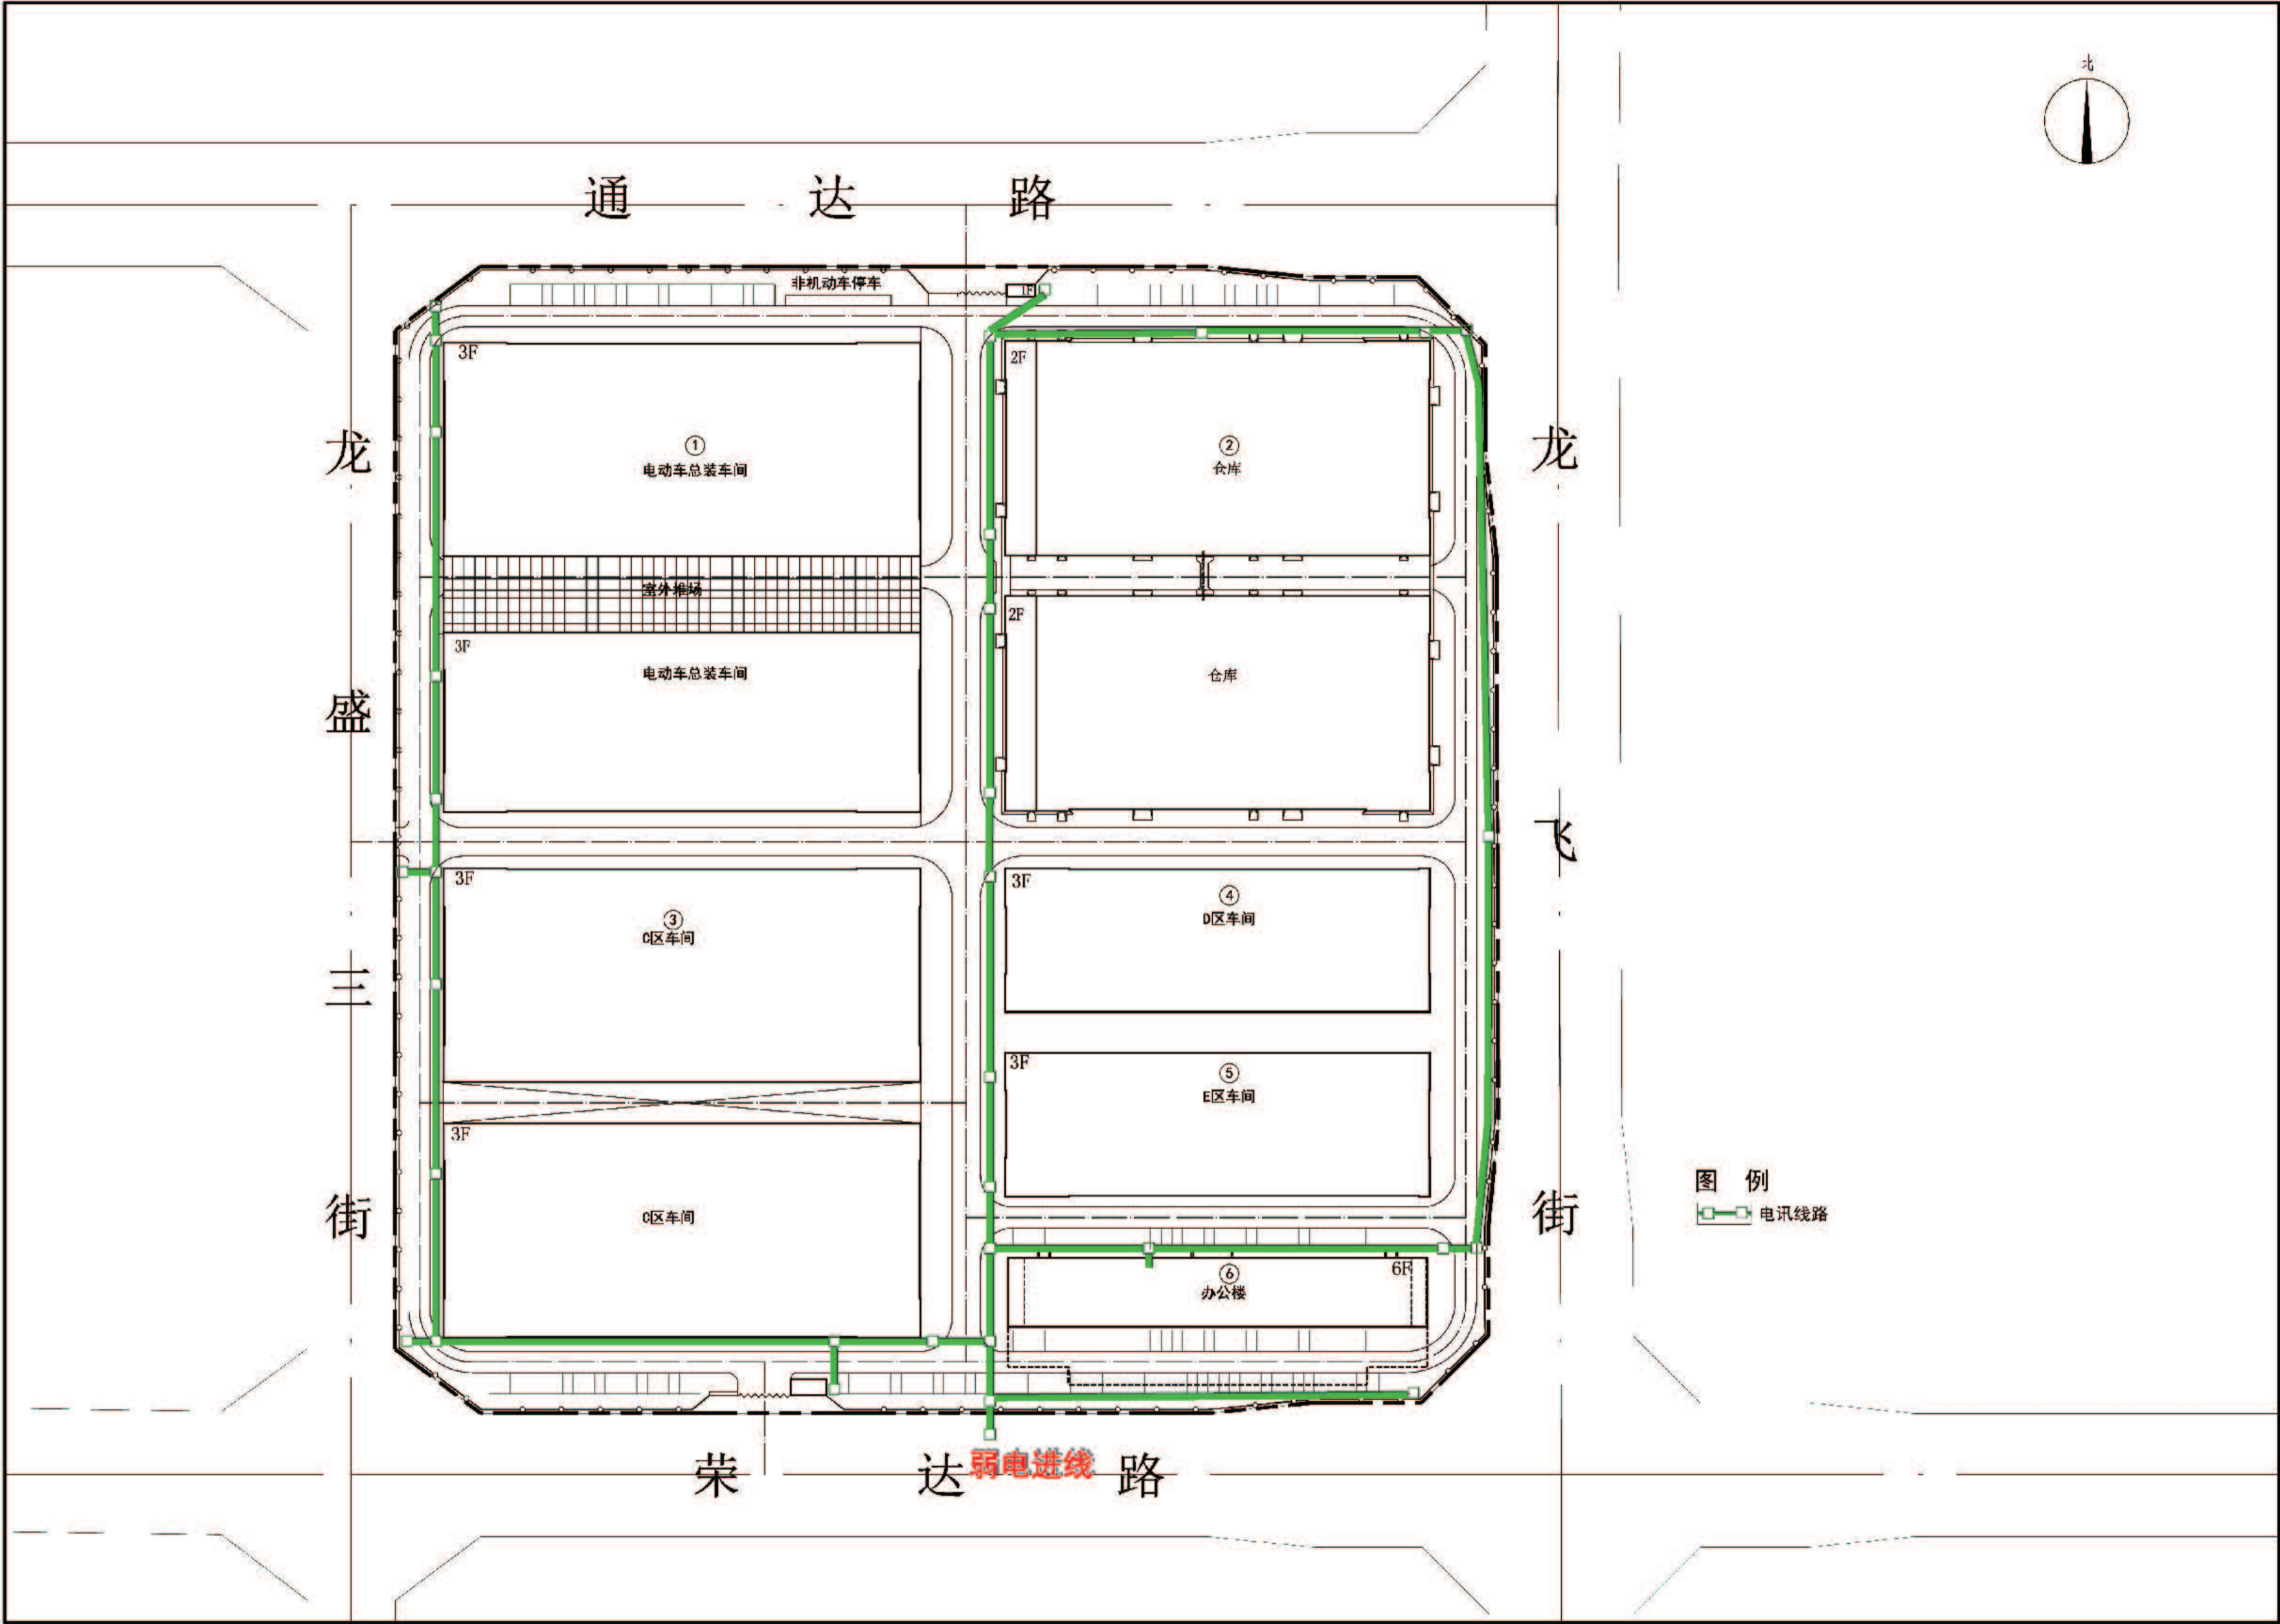 北
通达路
非机动车停车
1F
3F
2F
①
电动车总装车间
②
仓库
龙盛三街
龙飞街
室外堆场
3F
电动车总装车间
2F
仓库
3F
③
C区车间
3F
④
D区车间
3F
⑤
E区车间
3F
C区车间
6F
⑥
办公楼
图例
电讯线路
荣达路
弱电进线